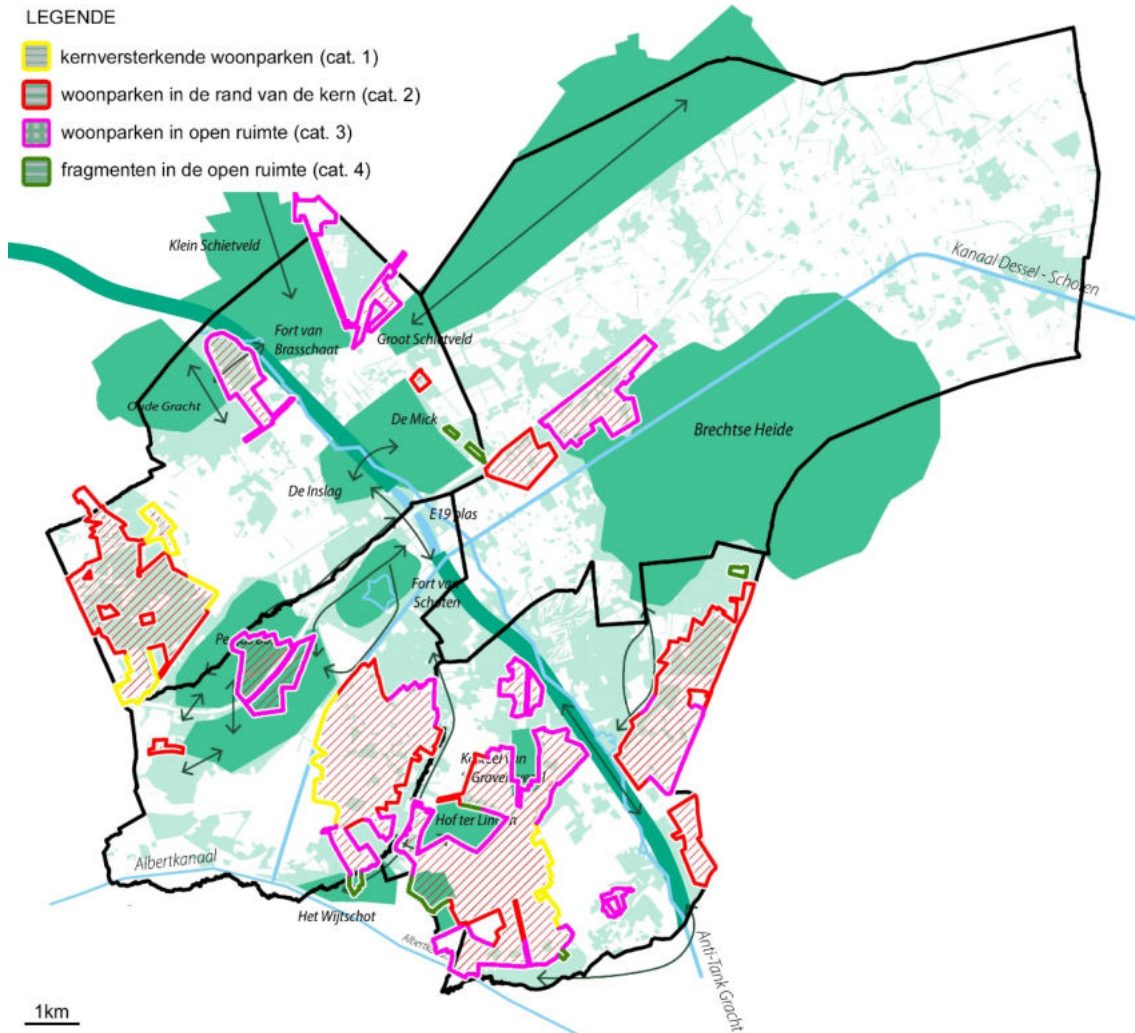 LEGENDE
kernversterkende woonparken (cat. 1)
woonparken in de rand van de kern (cat. 2)
woonparken in open ruimte (cat. 3)
fragmenten in de open ruimte (cat. 4)
Klein Schietveld
Kanaal Dessel - Schoten
Fort van
Brasschaat
Groot Schietveld
Oude Gracht
De Mick
Brechtse Heide
De Inslag
E19 plas
Fort van
Schoten
Hof ter Linden
Albertkanaal
Het Wijtschot
Anti-Tank Gracht
1km